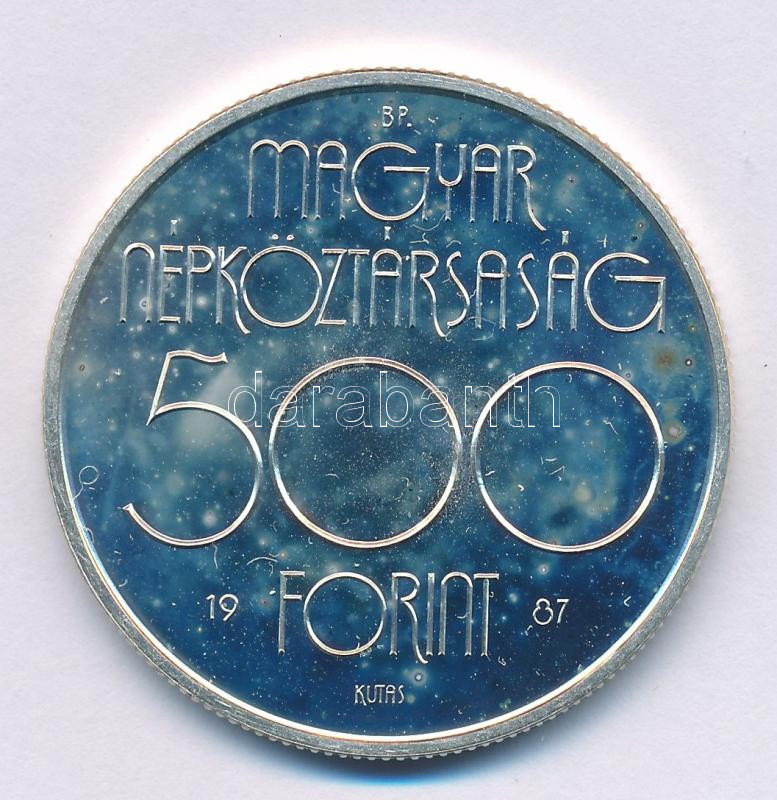 BP.
MAGYAR
NÉPKÖZTÁRSASÁG
500
darabanth
19 FORINT 87
KUTAS